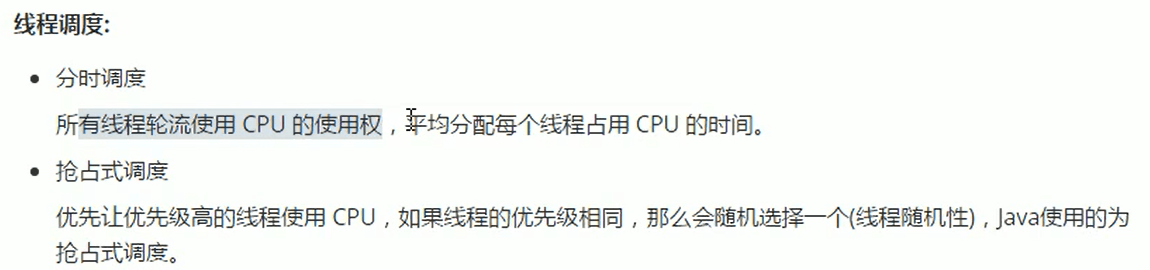 线程调度:
分时调度
所有线程轮流使用 CPU 的使用权，平均分配每个线程占用 CPU 的时间。
抢占式调度
优先让优先级高的线程使用 CPU，如果线程的优先级相同，那么会随机选择一个(线程随机性)，Java使用的为
抢占式调度。